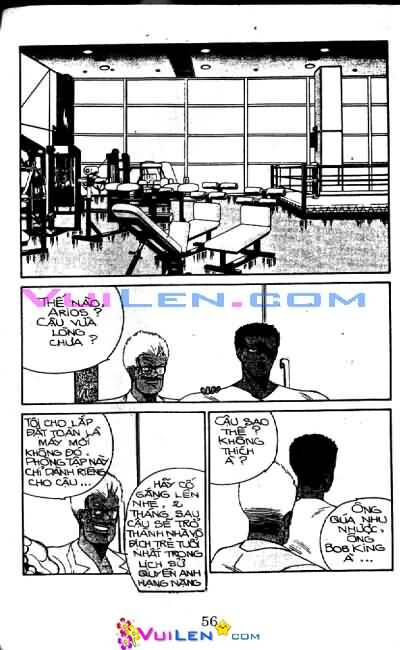 THẾ NÀO,
ARIOS?
CẬU VỪA
LÒNG
CHƯA?
VuiLen.com
TÔI CHO LẮP
ĐẶT TOÀN LÀ
MÁY MỚI
KHÔNG ĐÓ.
PHÒNG TẬP NÀY
CHỈ DÀNH RIÊNG
CHO CẬU...
HÃY CỐ
GẮNG LÊN
NHÉ, 2
THÁNG SAU
CẬU SẼ TRỞ
THÀNH NHÀ VÔ
ĐỊCH TRẺ TUỔI
NHẤT TRONG
LỊCH SỬ
QUYỀN ANH
HẠNG NẶNG
CẬU SAO
THẾ?
KHÔNG
THÍCH
À?
ÔNG
QUÁ NHU
NHƯỢC,
ÔNG
BOB KING
Ạ...
56
VuiLen.com